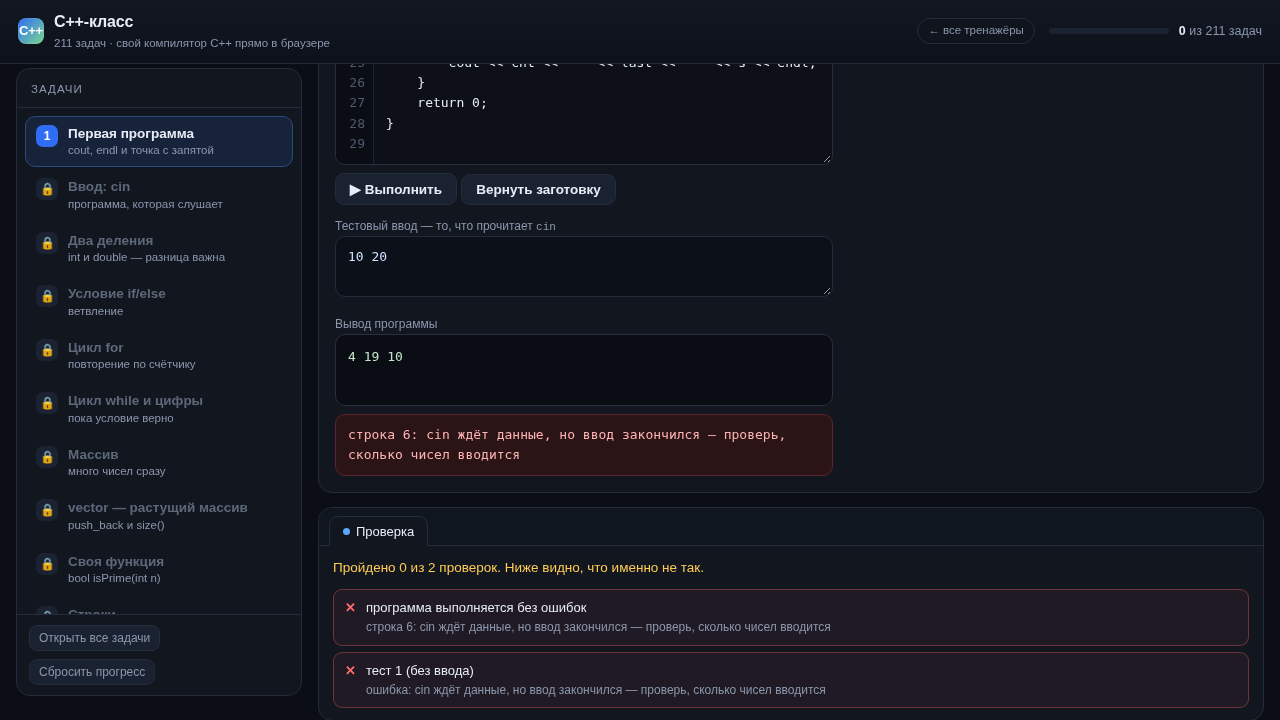 C++
C++-класс
211 задач · свой компилятор C++ прямо в браузере
← все тренажёры
0 из 211 задач
ЗАДАЧИ
1
Первая программа
cout, endl и точка с запятой
Ввод: cin
программа, которая слушает
Два деления
int и double — разница важна
Условие if/else
ветвление
Цикл for
повторение по счётчику
Цикл while и цифры
пока условие верно
Массив
много чисел сразу
vector — растущий массив
push_back и size()
Своя функция
bool isPrime(int n)
Строки
Открыть все задачи
Сбросить прогресс
26 }
27 return 0;
28 }
29
▶ Выполнить
Вернуть заготовку
Тестовый ввод — то, что прочитает cin
10 20
Вывод программы
4 19 10
строка 6: cin ждёт данные, но ввод закончился — проверь,
сколько чисел вводится
Проверка
Пройдено 0 из 2 проверок. Ниже видно, что именно не так.
✕ программа выполняется без ошибок
строка 6: cin ждёт данные, но ввод закончился — проверь, сколько чисел вводится
✕ тест 1 (без ввода)
ошибка: cin ждёт данные, но ввод закончился — проверь, сколько чисел вводится